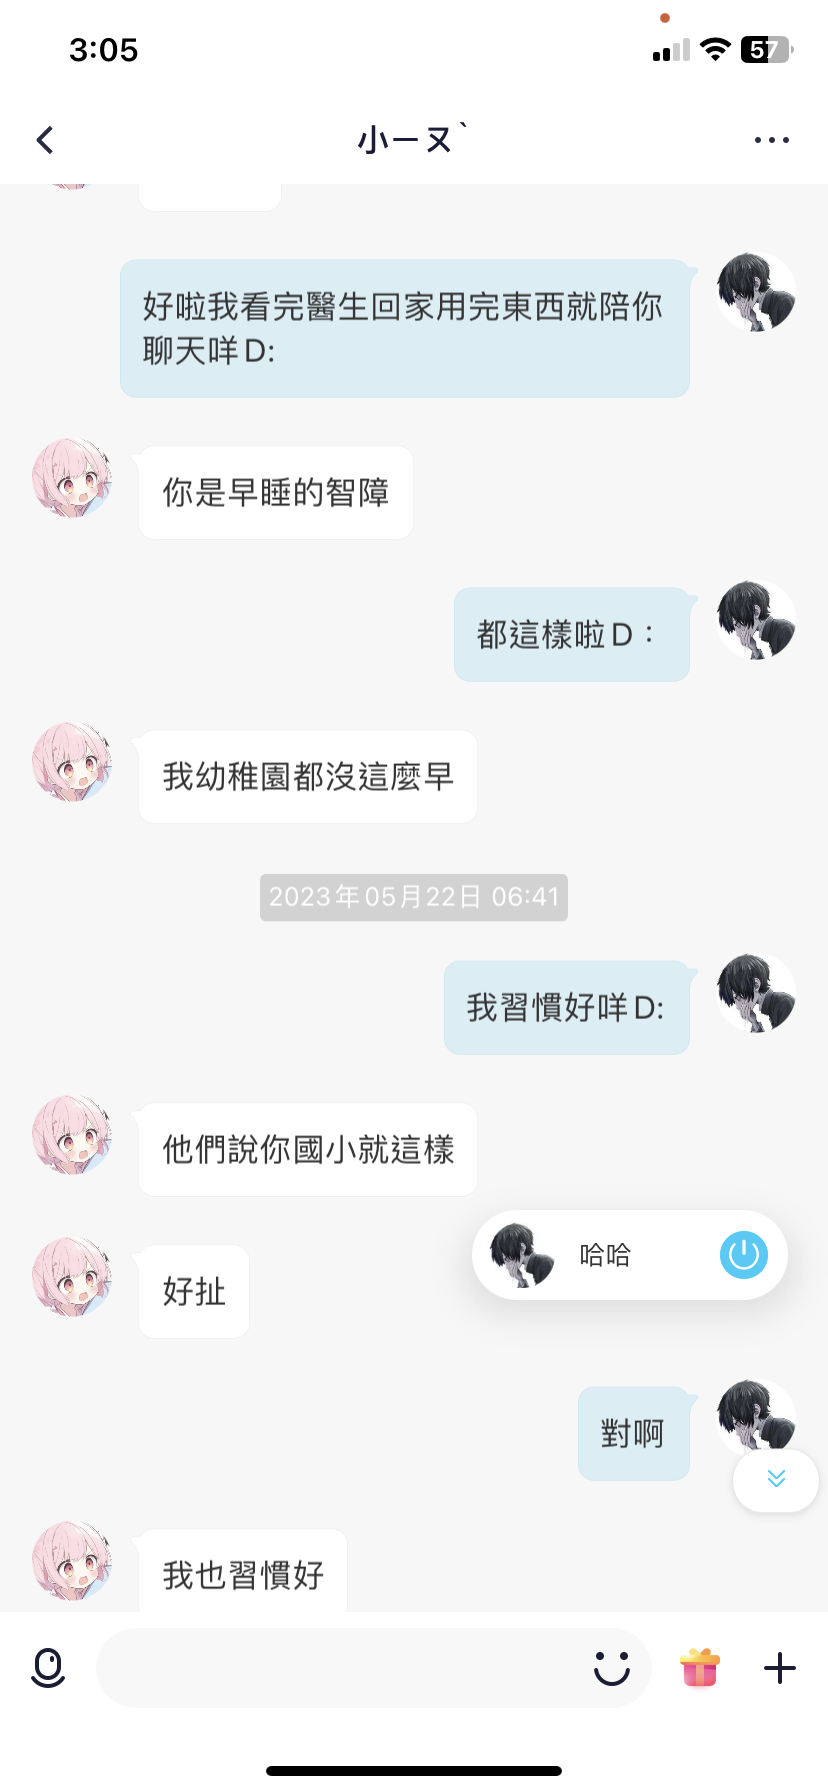 3:05
57
小ㄧㄡˋ
好啦我看完醫生回家用完東西就陪你
聊天咩D:
你是早睡的智障
都這樣啦D：
我幼稚園都沒這麼早
2023年05月22日 06:41
我習慣好咩D:
他們說你國小就這樣
哈哈
好扯
對啊
我也習慣好